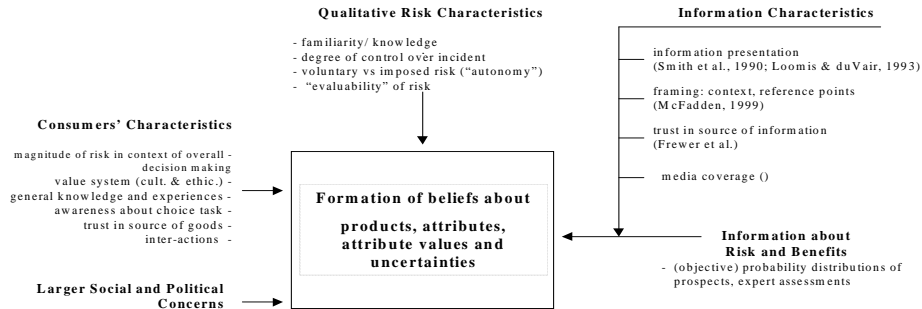 Qualitative Risk Characteristics
- familiarity/ knowledge
- degree of control over incident
- voluntary vs imposed risk (“autonomy”)
- “evaluability” of risk
Information Characteristics
information presentation
(Smith et al., 1990; Loomis & duVair, 1993)
framing: context, reference points
(McFadden, 1999)
trust in source of information
(Frewer et al.)
media coverage ()
Consumers’ Characteristics
magnitude of risk in context of overall -
decision making
value system (cult. & ethic.) -
general knowledge and experiences -
awareness about choice task -
trust in source of goods -
inter-actions -
Formation of beliefs about
products, attributes,
attribute values and
uncertainties
Information about
Risk and Benefits
- (objective) probability distributions of
prospects, expert assessments
Larger Social and Political
Concerns